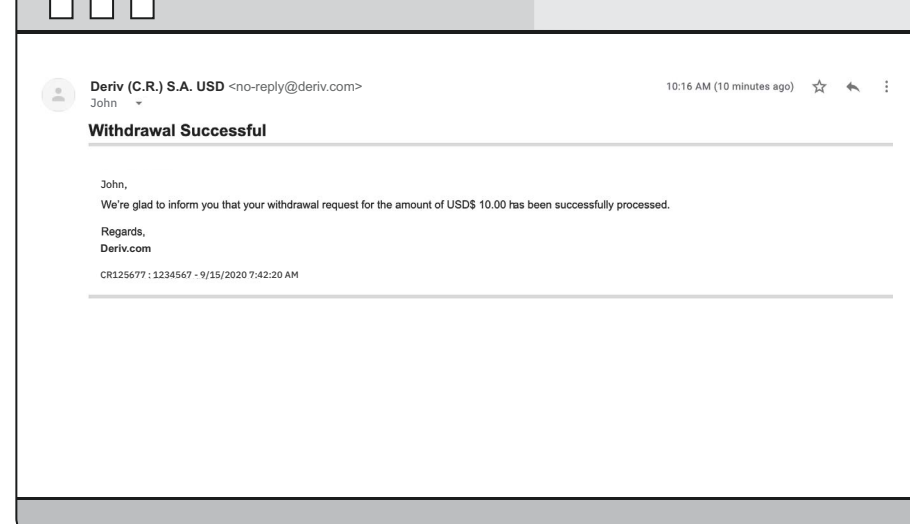 Deriv (C.R.) S.A. USD <no-reply@deriv.com>
10:16 AM (10 minutes ago)
John
Withdrawal Successful
John,
We’re glad to inform you that your withdrawal request for the amount of USD$ 10.00 has been successfully processed.
Regards,
Deriv.com
CR125677 : 1234567 - 9/15/2020 7:42:20 AM